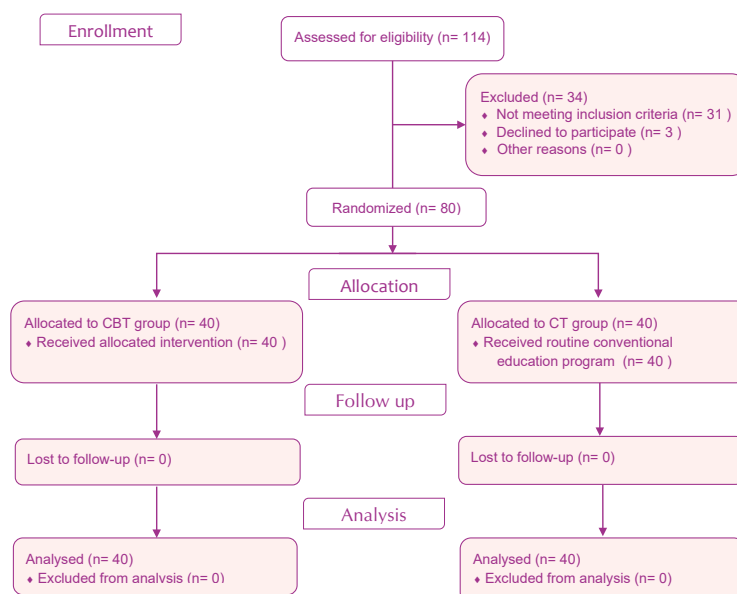 Enrollment
Assessed for eligibility (n= 114)
Excluded (n= 34)
♦ Not meeting inclusion criteria (n= 31 )
♦ Declined to participate (n= 3 )
♦ Other reasons (n= 0 )
Randomized (n= 80)
Allocation
Allocated to CBT group (n= 40)
♦ Received allocated intervention (n= 40 )
Allocated to CT group (n= 40)
♦ Received routine conventional
education program (n= 40 )
Follow up
Lost to follow-up (n= 0)
Lost to follow-up (n= 0)
Analysis
Analysed (n= 40)
♦ Excluded from analysis (n= 0)
Analysed (n= 40)
♦ Excluded from analysis (n= 0)